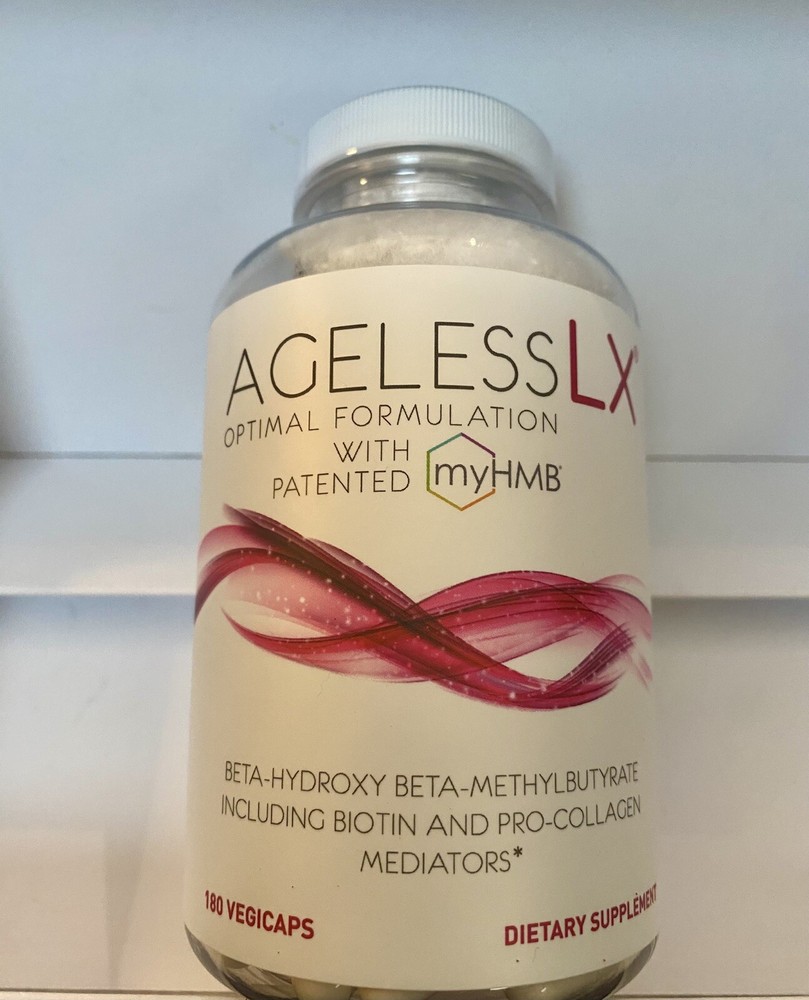 AGELESSLX®
OPTIMAL FORMULATION
WITH
PATENTED myHMB®
BETA-HYDROXY BETA-METHYLBUTYRATE
INCLUDING BIOTIN AND PRO-COLLAGEN
MEDIATORS*
180 VEGICAPS
DIETARY SUPPLEMENT